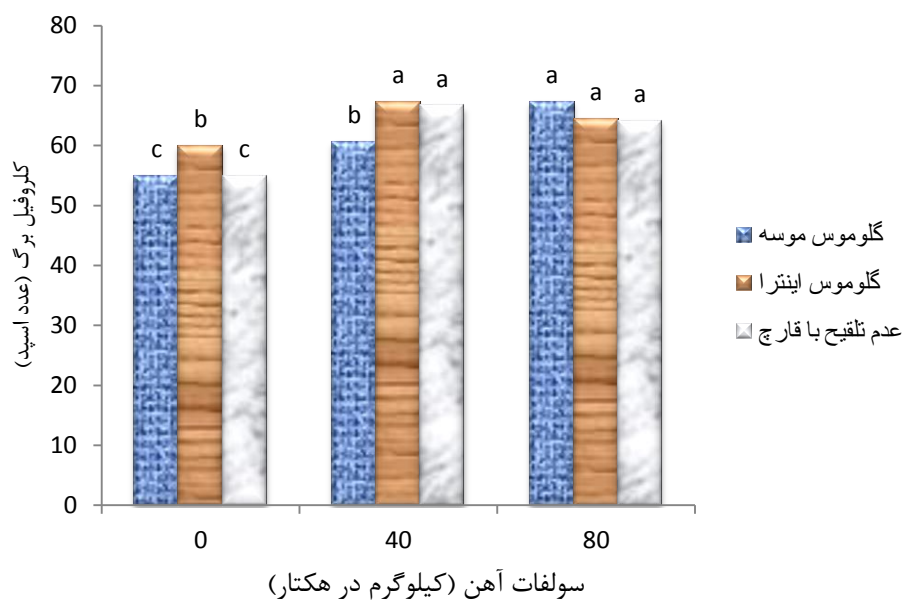 80
70
60
50
40
30
20
10
0
کلروفیل برگ (عدد اسپد)
c b c
b a a
a a a
0 40 80
سولفات آهن (کیلوگرم در هکتار)
گلوموس موسه
گلوموس اینترا
عدم تلقیح با قارچ